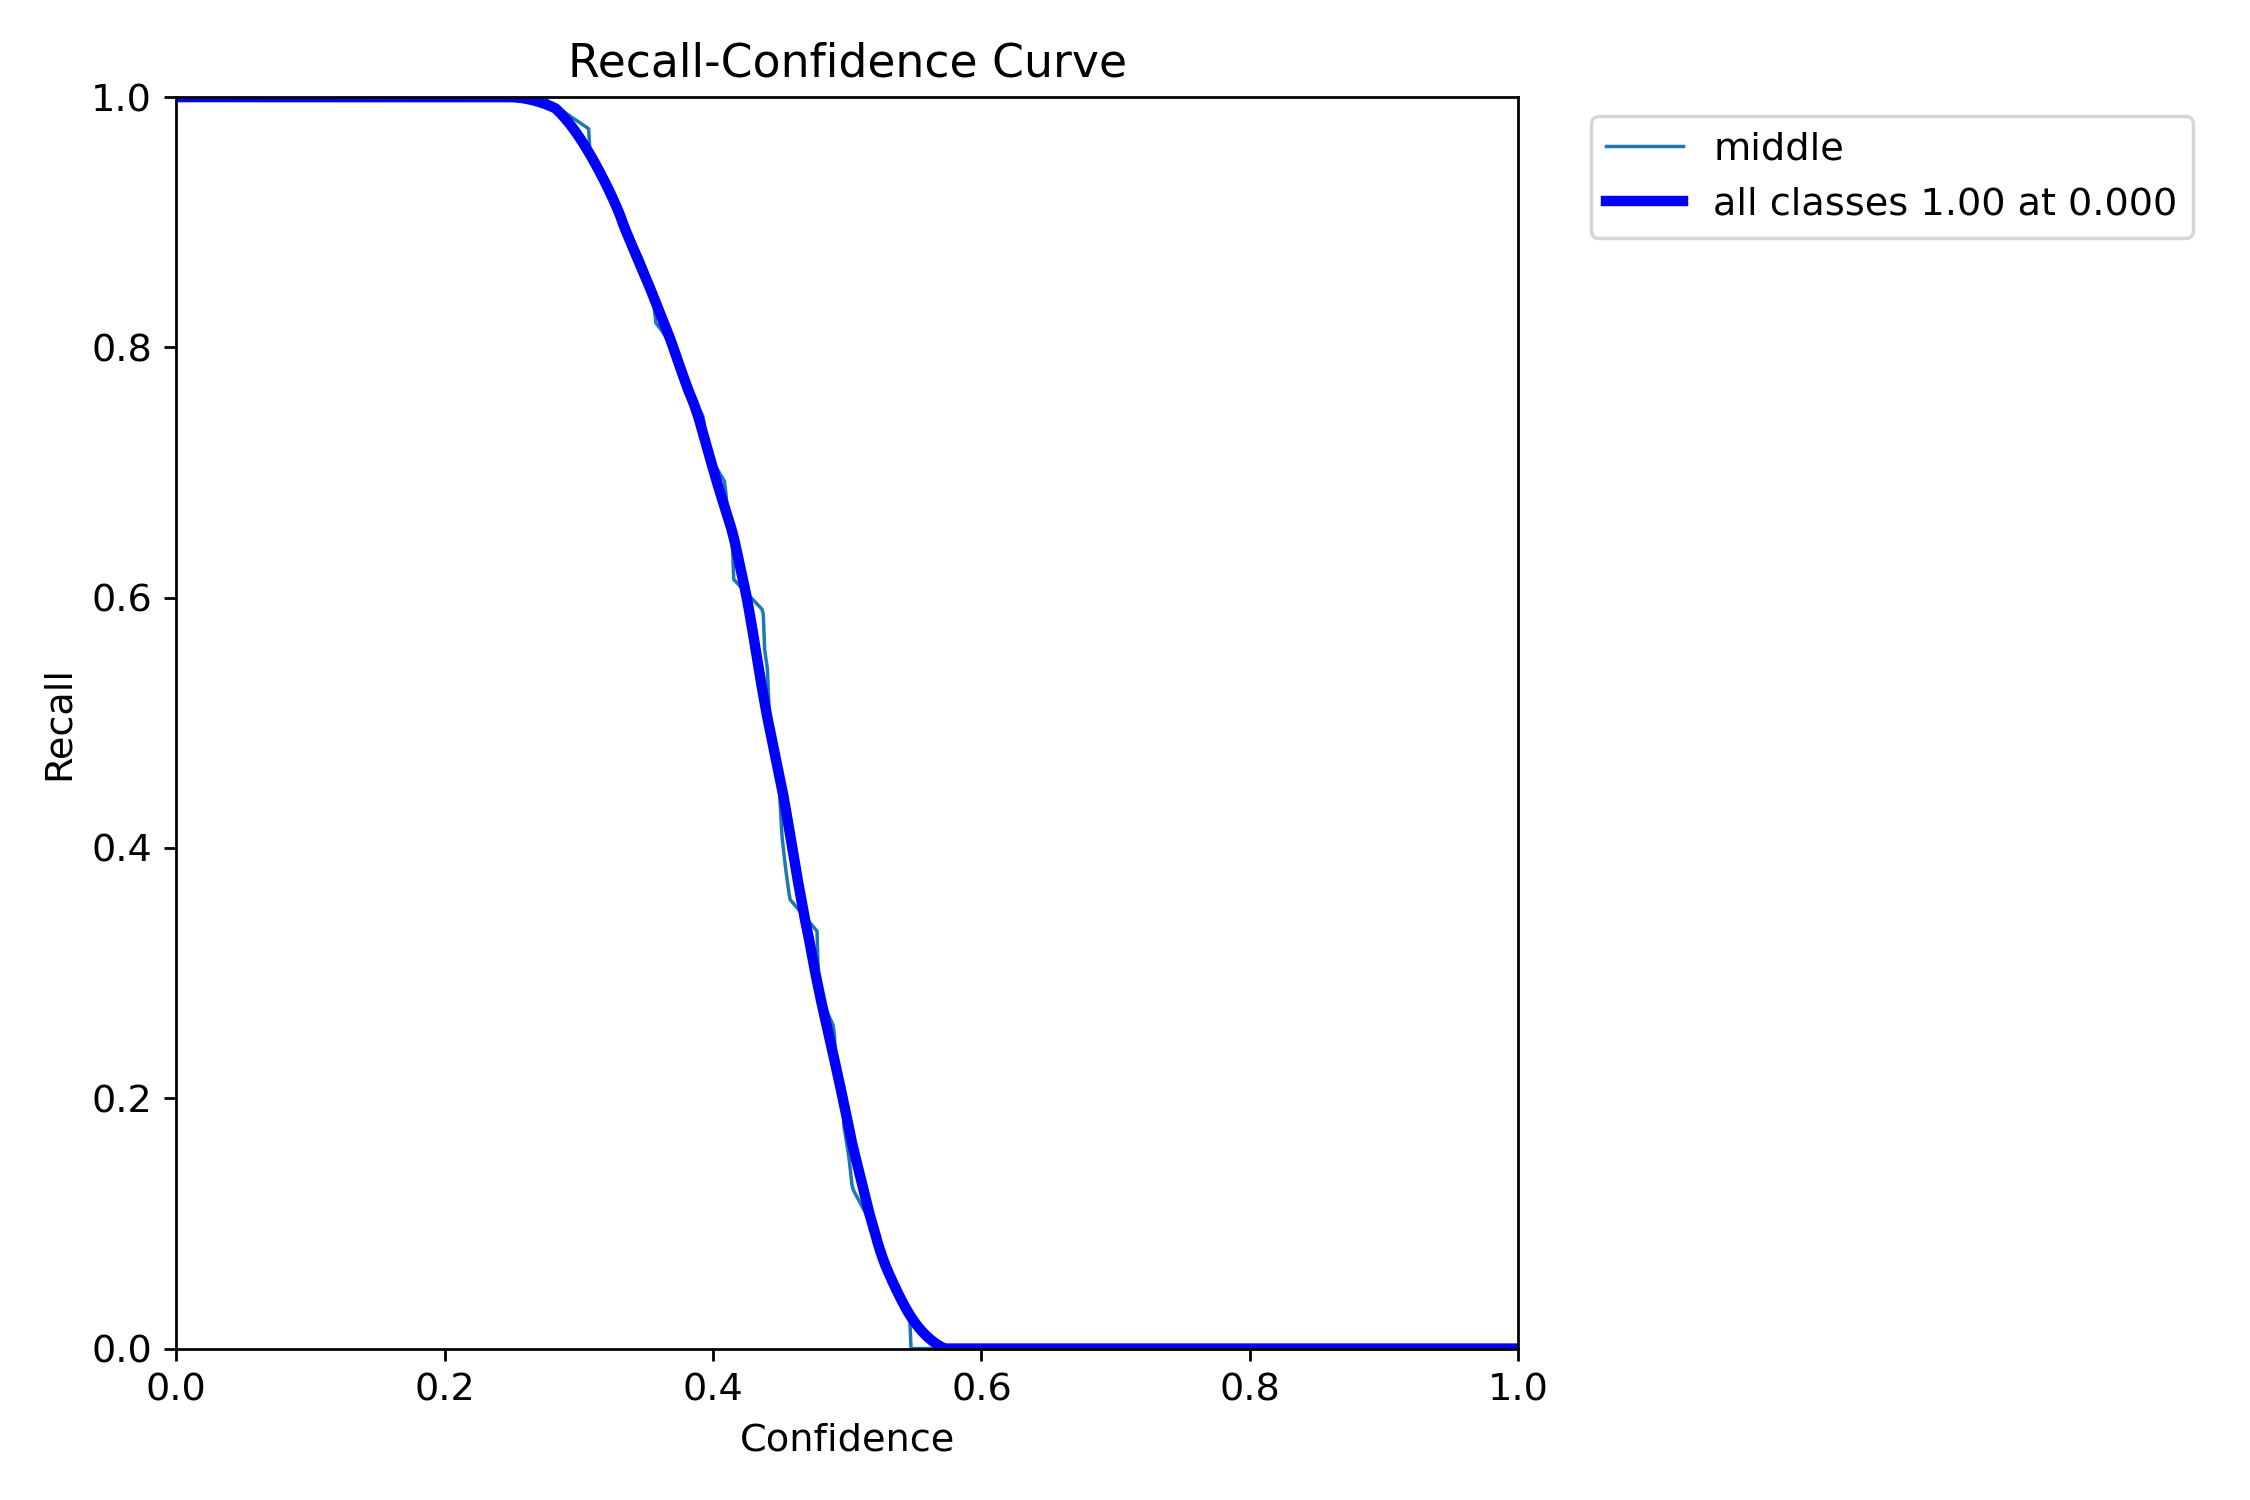 Recall-Confidence Curve
middle
all classes 1.00 at 0.000
1.0
0.8
0.6
0.4
0.2
0.0
Recall
0.0 0.2 0.4 0.6 0.8 1.0
Confidence